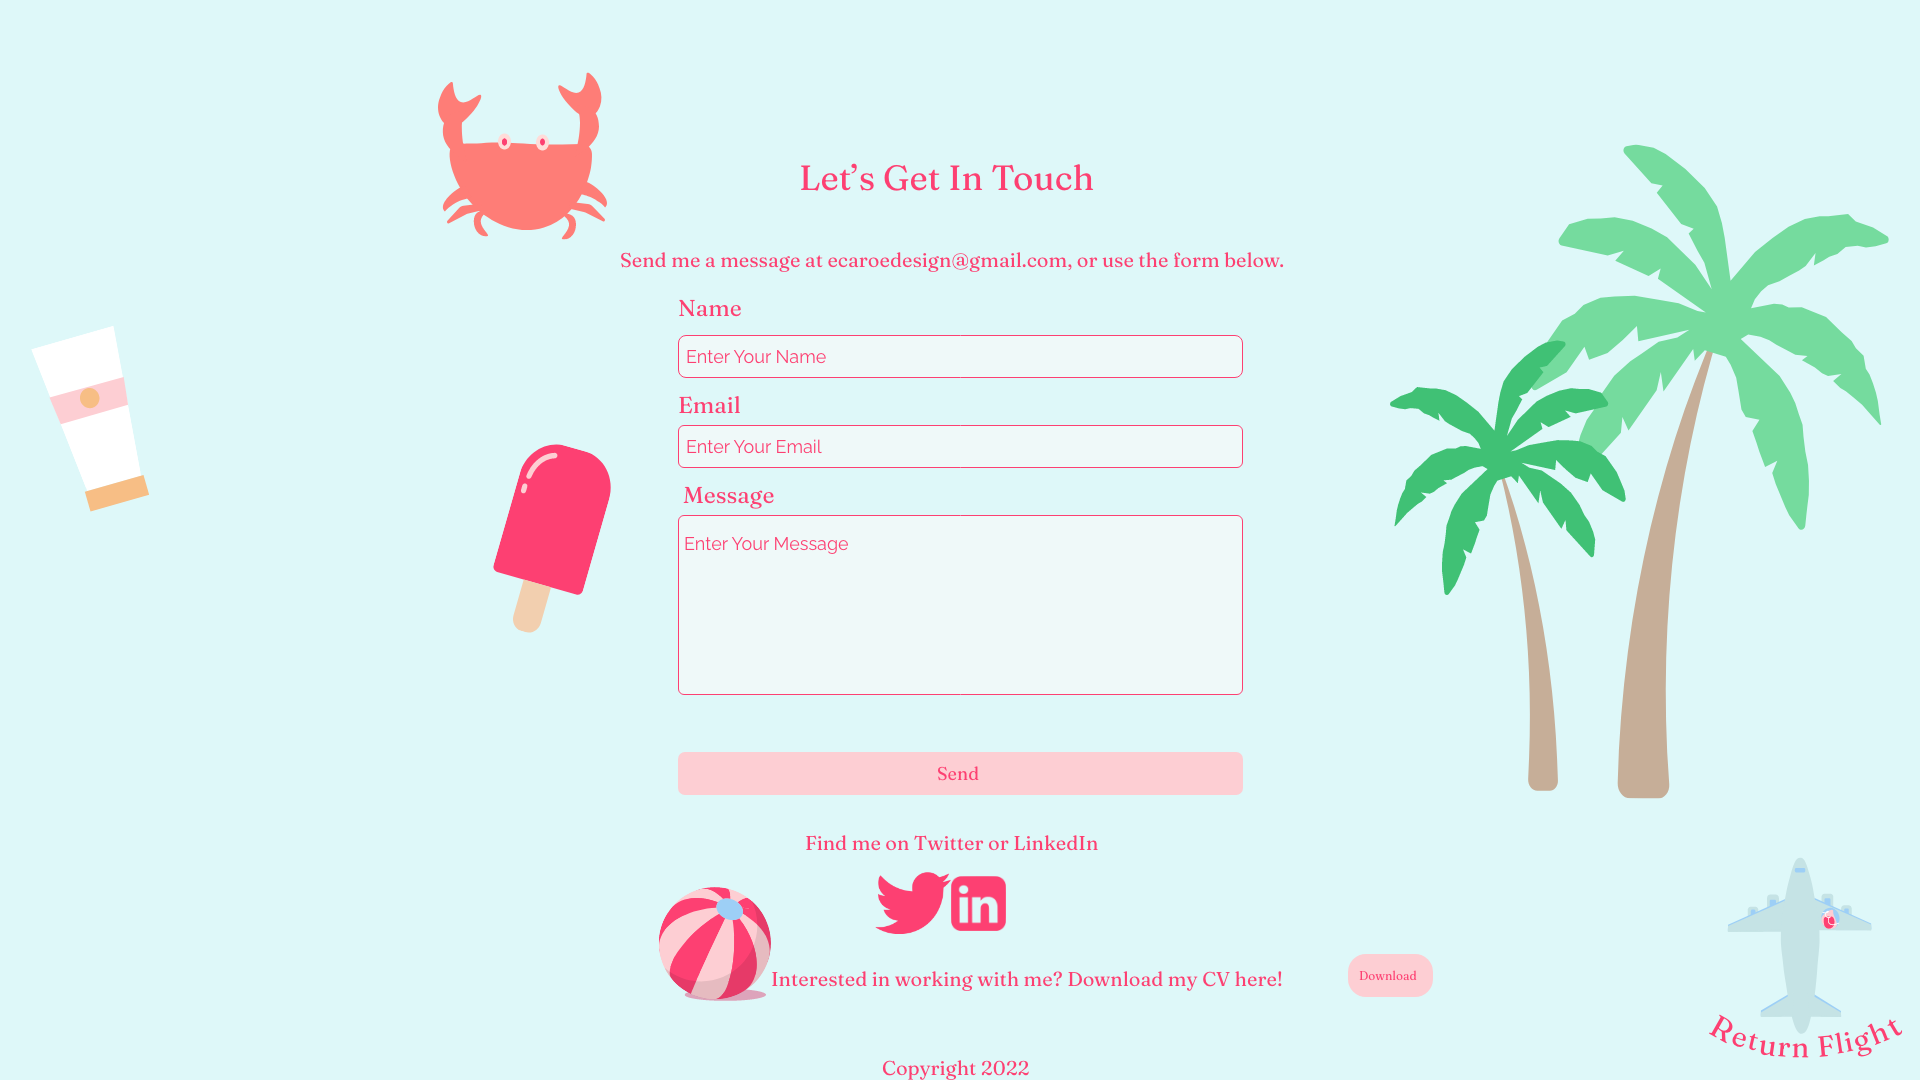 Let’s Get In Touch
Send me a message at ecaroedesign@gmail.com, or use the form below.
Name
Enter Your Name
Email
Enter Your Email
Message
Enter Your Message
Send
Find me on Twitter or LinkedIn
in
Interested in working with me? Download my CV here!
Download
Return Flight
Copyright 2022